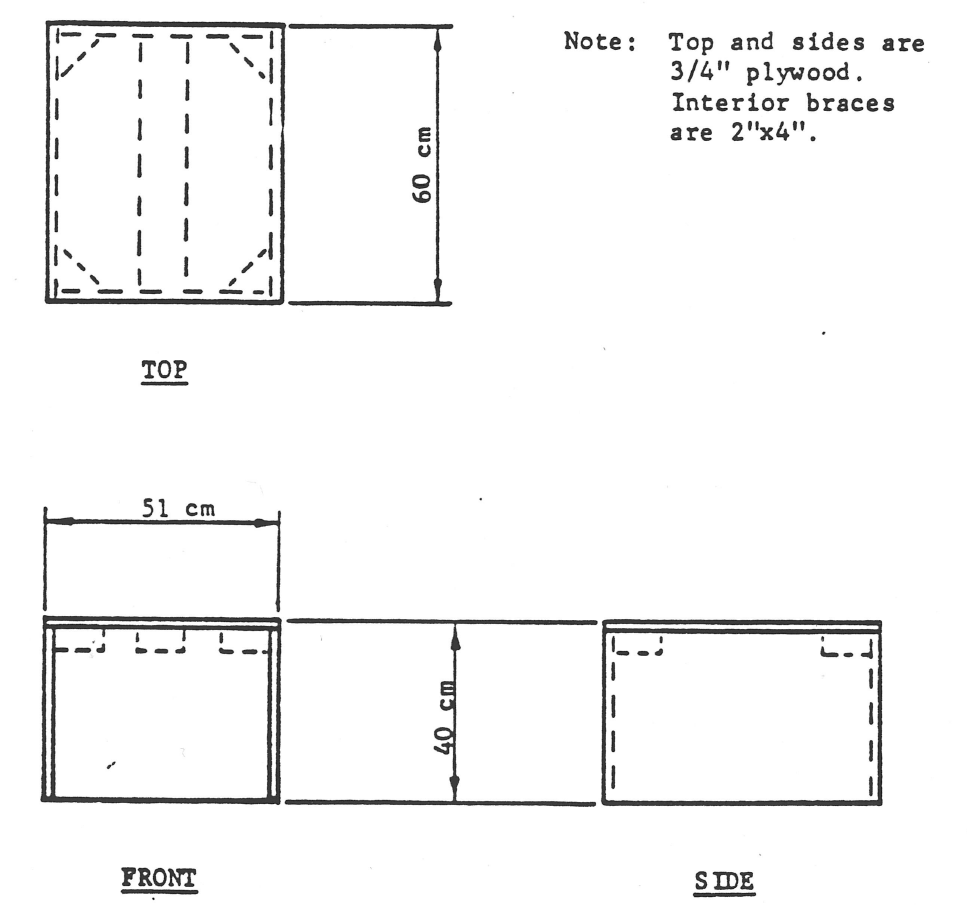 Note: Top and sides are
3/4" plywood.
Interior braces
are 2"x4".
60 cm
TOP
51 cm
40 cm
FRONT
SIDE